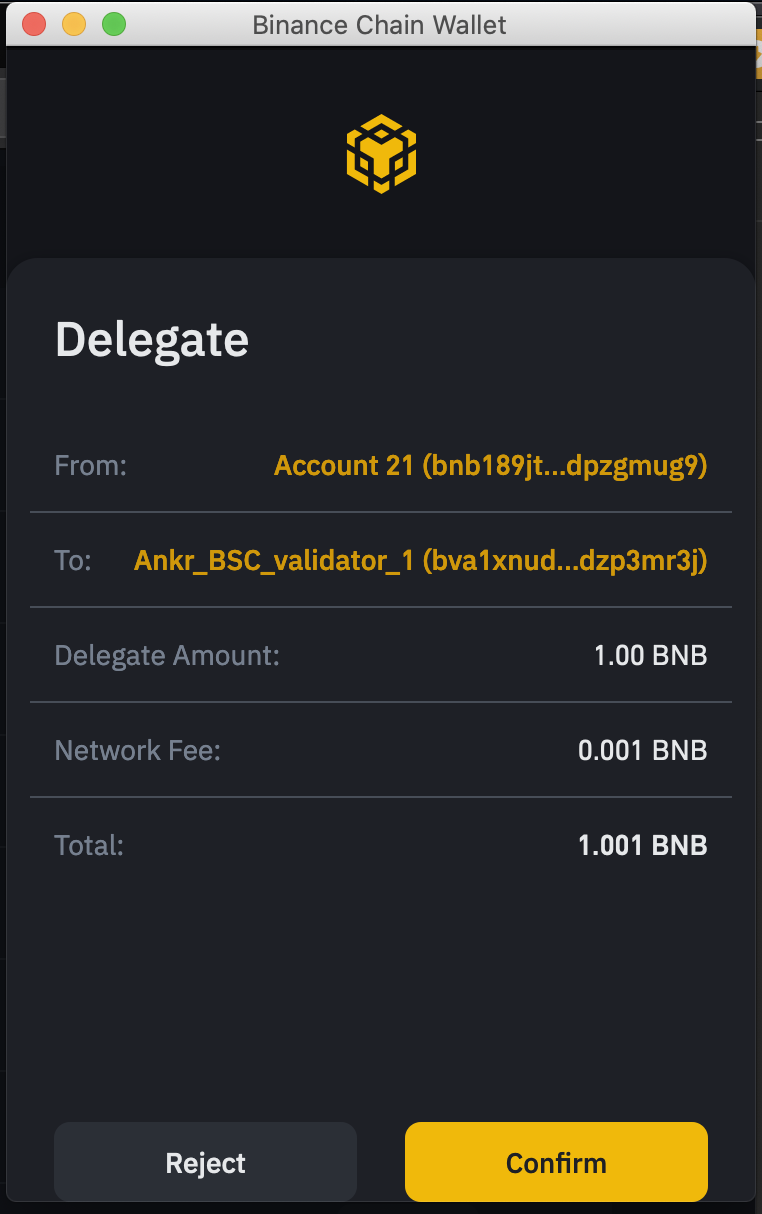 Binance Chain Wallet
Delegate
From: Account 21 (bnb189jt...dpzgmug9)
To: Ankr_BSC_validator_1 (bva1xnud...dzp3mr3j)
Delegate Amount: 1.00 BNB
Network Fee: 0.001 BNB
Total: 1.001 BNB
Reject Confirm